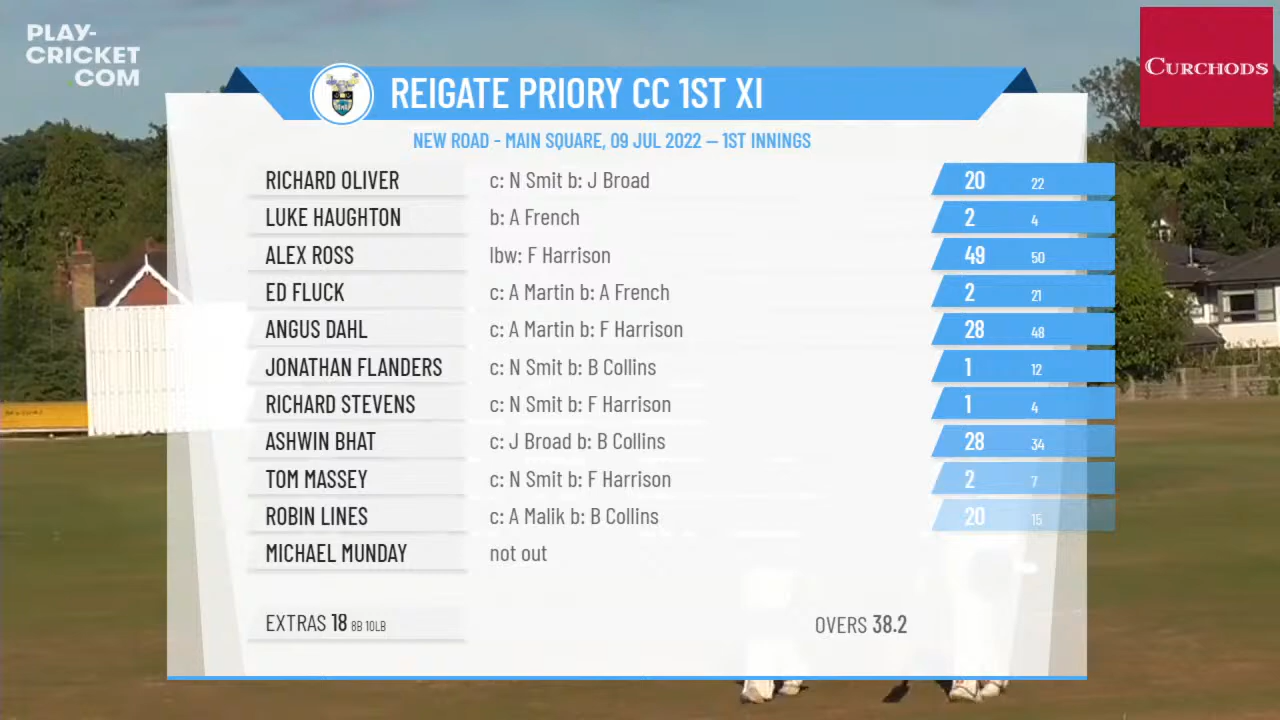 PLAY-
CRICKET
.COM
CURCHODS
REIGATE PRIORY CC 1ST XI
NEW ROAD - MAIN SQUARE, 09 JUL 2022 – 1ST INNINGS
RICHARD OLIVER c: N Smit b: J Broad 20 22
LUKE HAUGHTON b: A French 2 4
ALEX ROSS lbw: F Harrison 49 50
ED FLUCK c: A Martin b: A French 2 21
ANGUS DAHL c: A Martin b: F Harrison 28 48
JONATHAN FLANDERS c: N Smit b: B Collins 1 12
RICHARD STEVENS c: N Smit b: F Harrison 1 4
ASHWIN BHAT c: J Broad b: B Collins 28 34
TOM MASSEY c: N Smit b: F Harrison 2 7
ROBIN LINES c: A Malik b: B Collins 20 15
MICHAEL MUNDAY not out
EXTRAS 18 8B 10LB OVERS 38.2